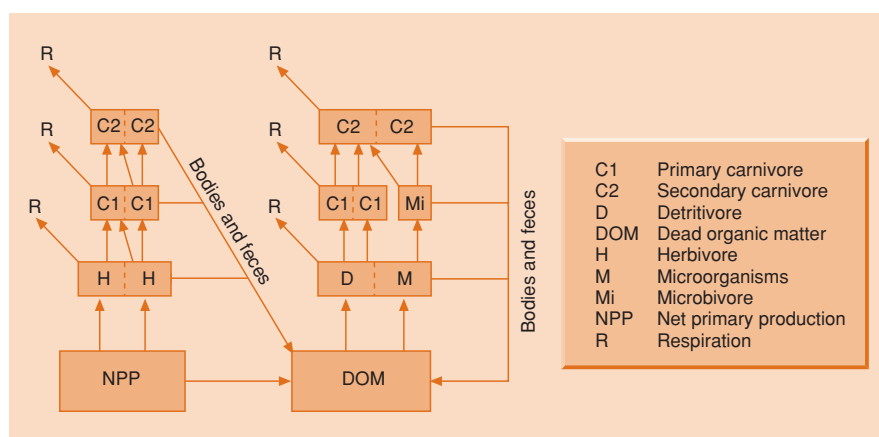 R R
C2 C2 C2 C2
R R
C1 C1 C1 C1 Mi
R R
H H D M
NPP DOM
Bodies and feces
Bodies and feces
C1 Primary carnivore
C2 Secondary carnivore
D Detritivore
DOM Dead organic matter
H Herbivore
M Microorganisms
Mi Microbivore
NPP Net primary production
R Respiration